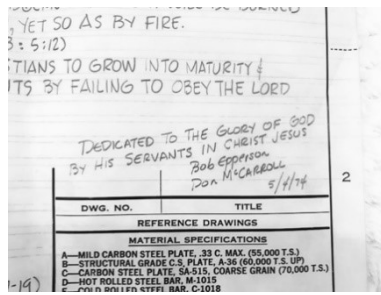 BURNED
, YET SO AS BY FIRE.
3:5:12)
TIANS TO GROW INTO MATURITY &
TS BY FAILING TO OBEY THE LORD
DEDICATED TO THE GLORY OF GOD
BY HIS SERVANTS IN CHRIST JESUS
Bob Epperson
Don McCARROLL
5/4/74
2
DWG. NO. TITLE
REFERENCE DRAWINGS
MATERIAL SPECIFICATIONS
A—MILD CARBON STEEL PLATE, .33 C. MAX. (55,000 T.S.)
B—STRUCTURAL GRADE C.S. PLATE, A-36 (60,000 T.S. UP)
C—CARBON STEEL PLATE, SA-515, COARSE GRAIN (70,000 T.S.)
D—HOT ROLLED STEEL BAR, M-1015
-19)
E—COLD ROLLED STEEL BAR, C-1018